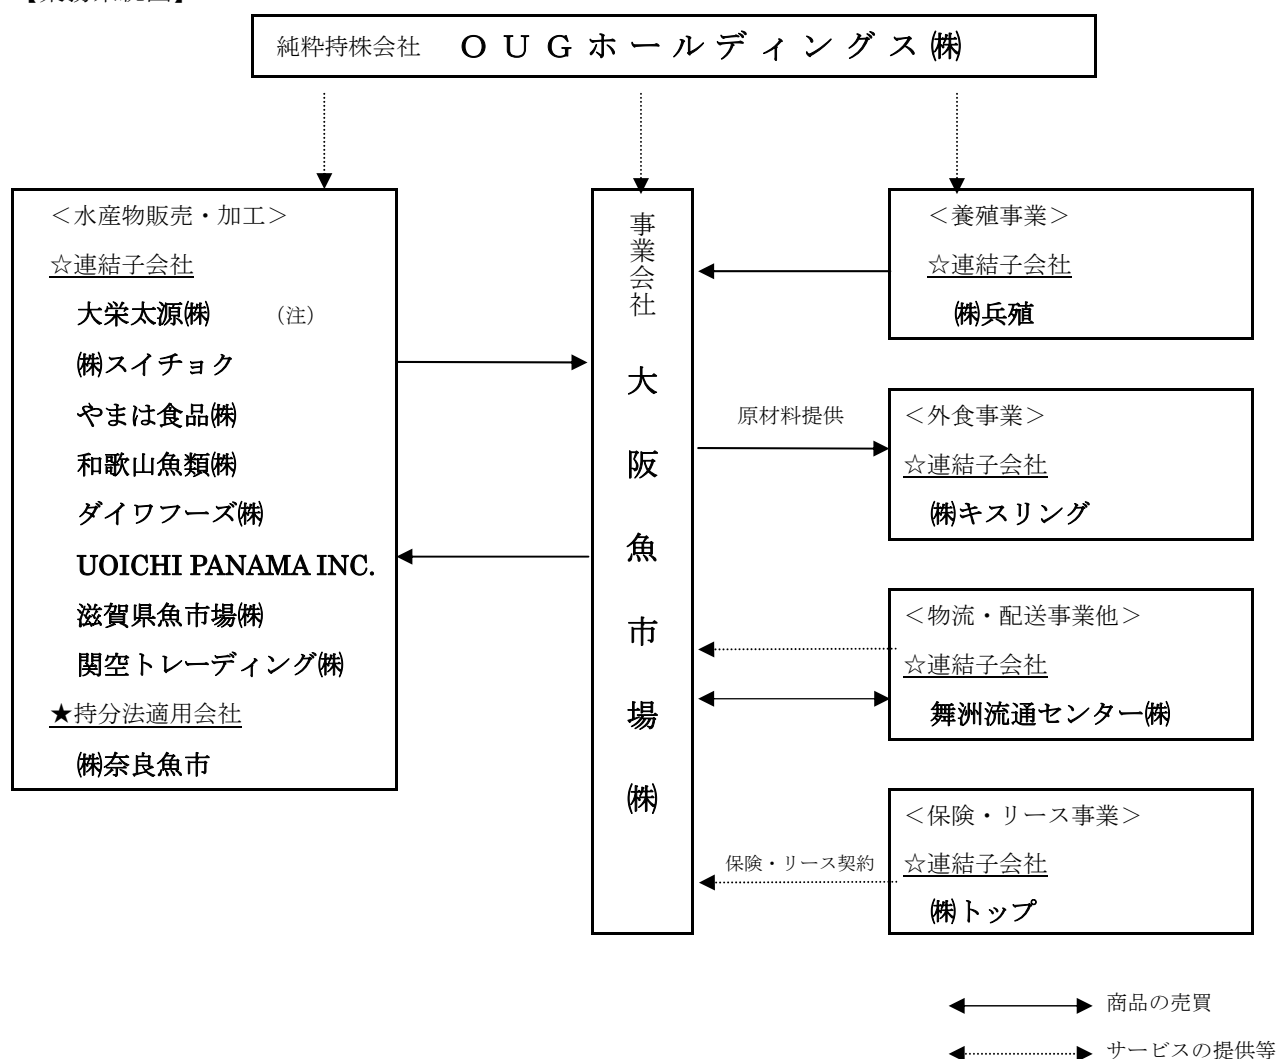 【業務系統図】
純粋持株会社 ＯＵＧホールディングス㈱
＜水産物販売・加工＞
☆連結子会社
大栄太源㈱ （注）
㈱スイチョク
やまは食品㈱
和歌山魚類㈱
ダイワフーズ㈱
UOICHI PANAMA INC.
滋賀県魚市場㈱
関空トレーディング㈱
★持分法適用会社
㈱奈良魚市
事業会社 大阪魚市場㈱
＜養殖事業＞
☆連結子会社
㈱兵殖
原材料提供
＜外食事業＞
☆連結子会社
㈱キスリング
＜物流・配送事業他＞
☆連結子会社
舞洲流通センター㈱
保険・リース契約
＜保険・リース事業＞
☆連結子会社
㈱トップ
商品の売買
サービスの提供等